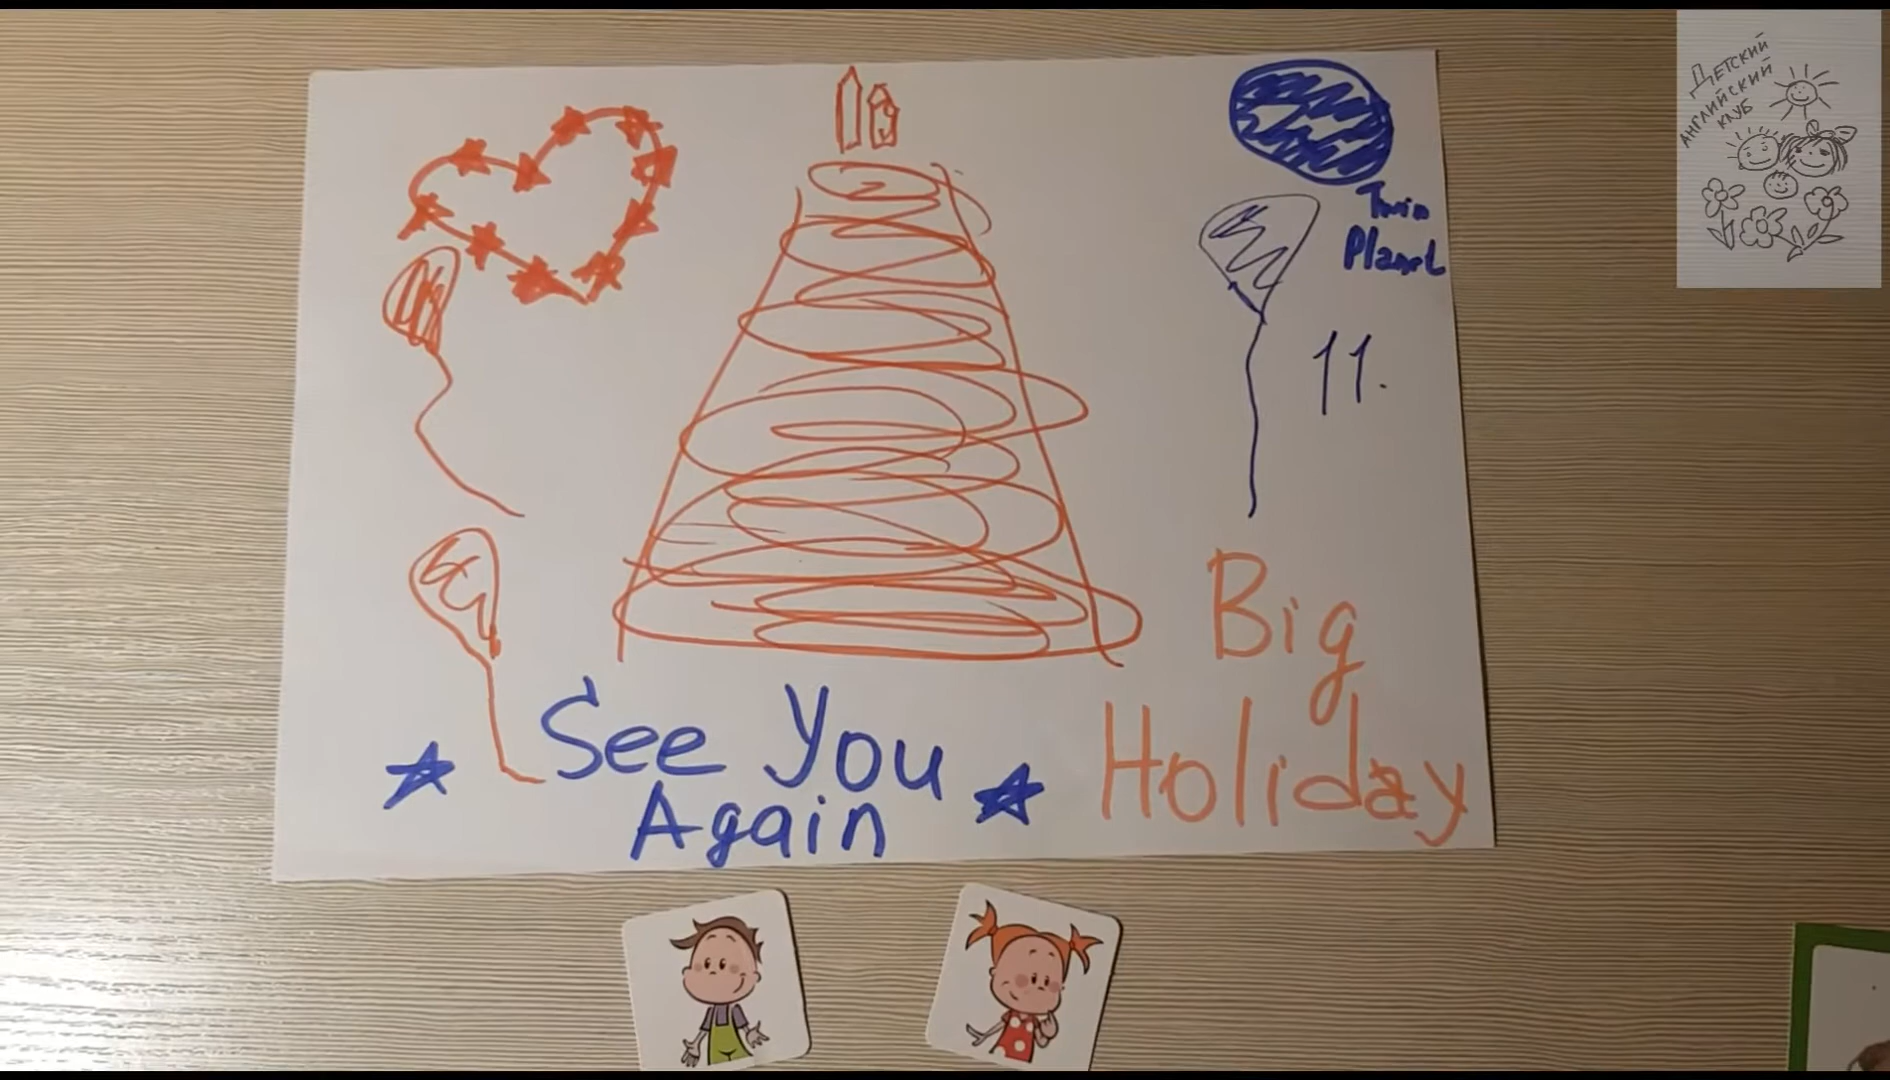 Twin
Planet
11.
Big
Holiday
See You
Again
Детский
английский
клуб